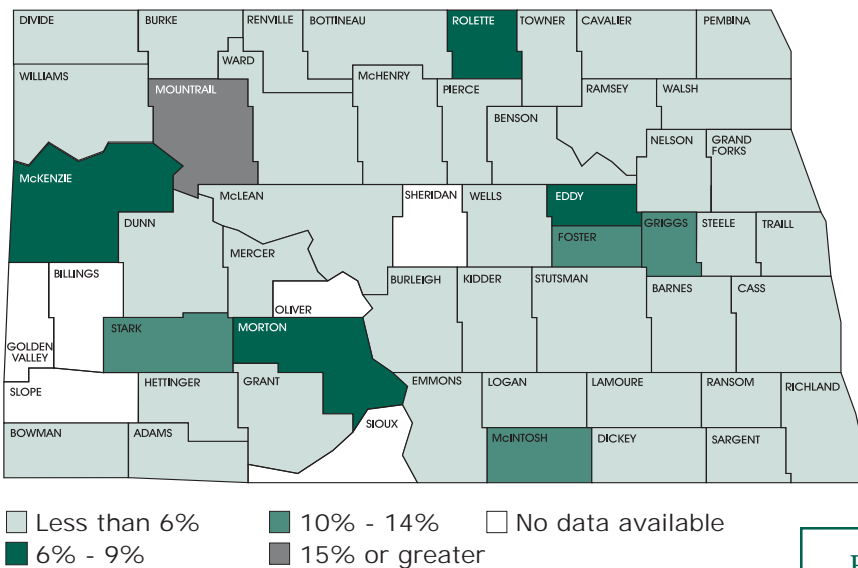 DIVIDE
BURKE
RENVILLE
BOTTINEAU
ROLETTE
TOWNER
CAVALIER
PEMBINA
WARD
WILLIAMS
MOUNTRAIL
McHENRY
PIERCE
RAMSEY
WALSH
BENSON
NELSON
GRAND
FORKS
McKENZIE
McLEAN
SHERIDAN
WELLS
EDDY
DUNN
FOSTER
GRIGGS
STEELE
TRAILL
MERCER
BILLINGS
BURLEIGH
KIDDER
STUTSMAN
BARNES
CASS
OLIVER
STARK
MORTON
GOLDEN
VALLEY
SLOPE
HETTINGER
GRANT
EMMONS
LOGAN
LAMOURE
RANSOM
RICHLAND
SIOUX
BOWMAN
ADAMS
McINTOSH
DICKEY
SARGENT
Less than 6%
10% - 14%
No data available
6% - 9%
15% or greater